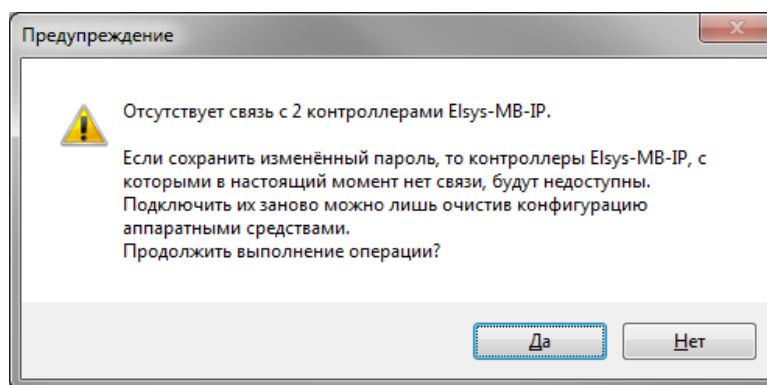 Предупреждение
Отсутствует связь с 2 контроллерами Elsys-MB-IP.
Если сохранить изменённый пароль, то контроллеры Elsys-MB-IP, с
которыми в настоящий момент нет связи, будут недоступны.
Подключить их заново можно лишь очистив конфигурацию
аппаратными средствами.
Продолжить выполнение операции?
Да
Нет